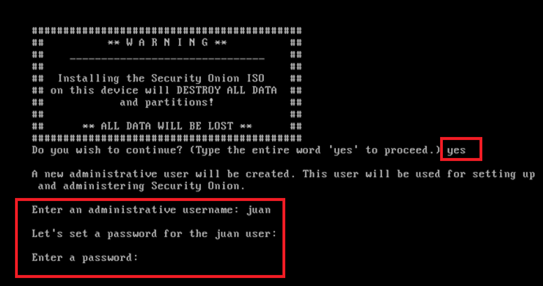 ##########################################
## ** W A R N I N G ** ##
## _______________________________ ##
## ##
## Installing the Security Onion ISO ##
## on this device will DESTROY ALL DATA ##
## and partitions! ##
## ##
## ** ALL DATA WILL BE LOST ** ##
##########################################
Do you wish to continue? (Type the entire word 'yes' to proceed.) yes
A new administrative user will be created. This user will be used for setting up
and administering Security Onion.
Enter an administrative username: juan
Let's set a password for the juan user:
Enter a password: